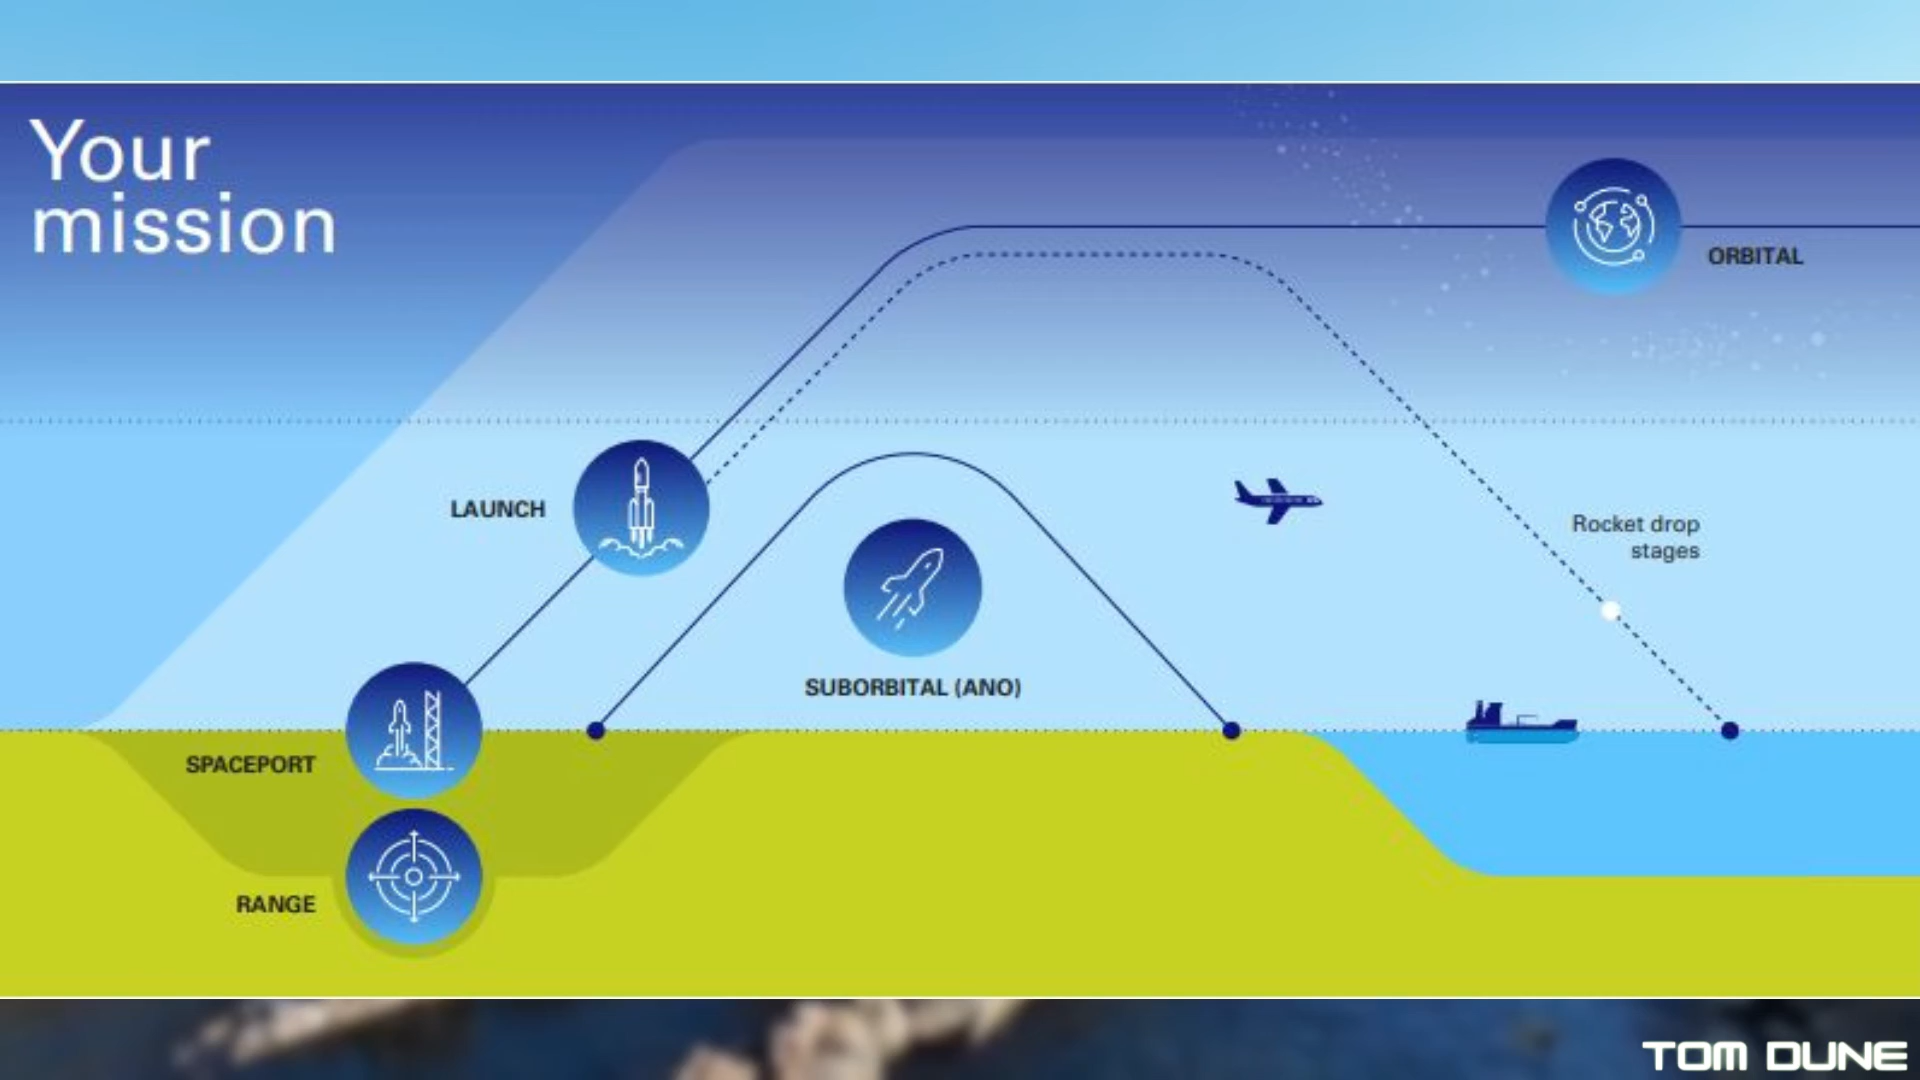 Your
mission
ORBITAL
LAUNCH
Rocket drop
stages
SUBORBITAL (ANO)
SPACEPORT
RANGE
TOM DUNE